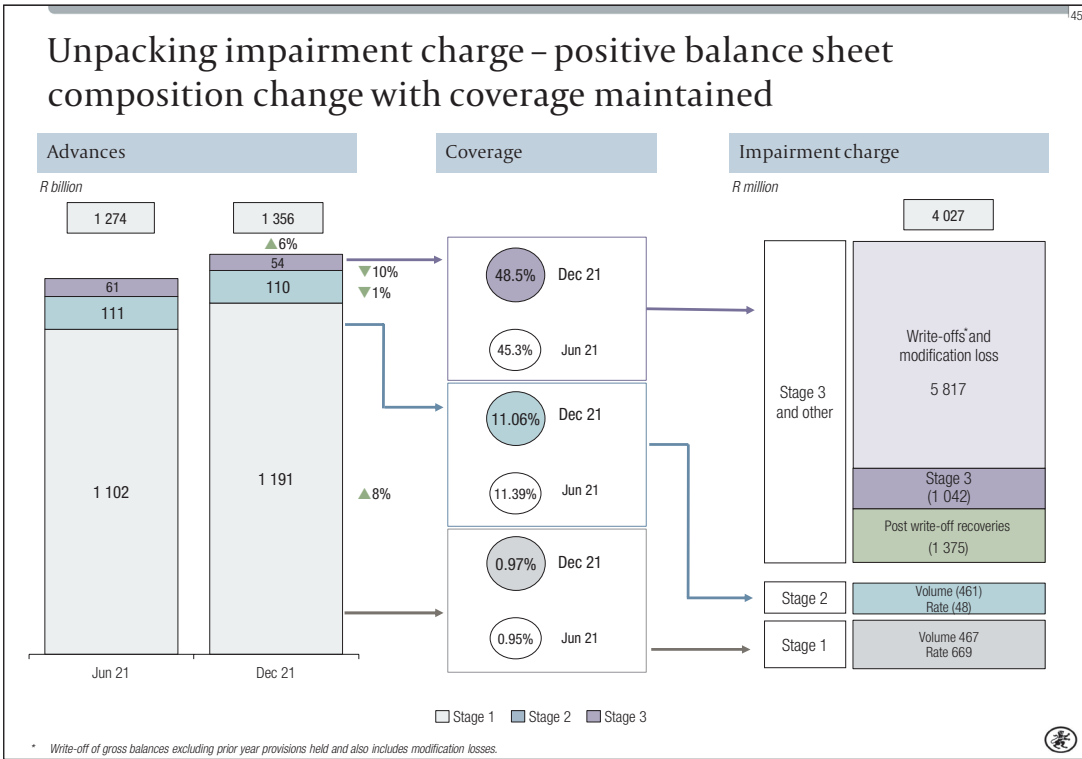 45
Unpacking impairment charge – positive balance sheet
composition change with coverage maintained
Advances
R billion
1 274
1 356
▲6%
61
111
1 102
54
110
1 191
▼10%
▼1%
▲8%
Jun 21
Dec 21
Coverage
48.5% Dec 21
45.3% Jun 21
11.06% Dec 21
11.39% Jun 21
0.97% Dec 21
0.95% Jun 21
Impairment charge
R million
4 027
Stage 3
and other
Write-offs* and
modification loss
5 817
Stage 3
(1 042)
Post write-off recoveries
(1 375)
Stage 2
Volume (461)
Rate (48)
Stage 1
Volume 467
Rate 669
Stage 1 Stage 2 Stage 3
* Write-off of gross balances excluding prior year provisions held and also includes modification losses.